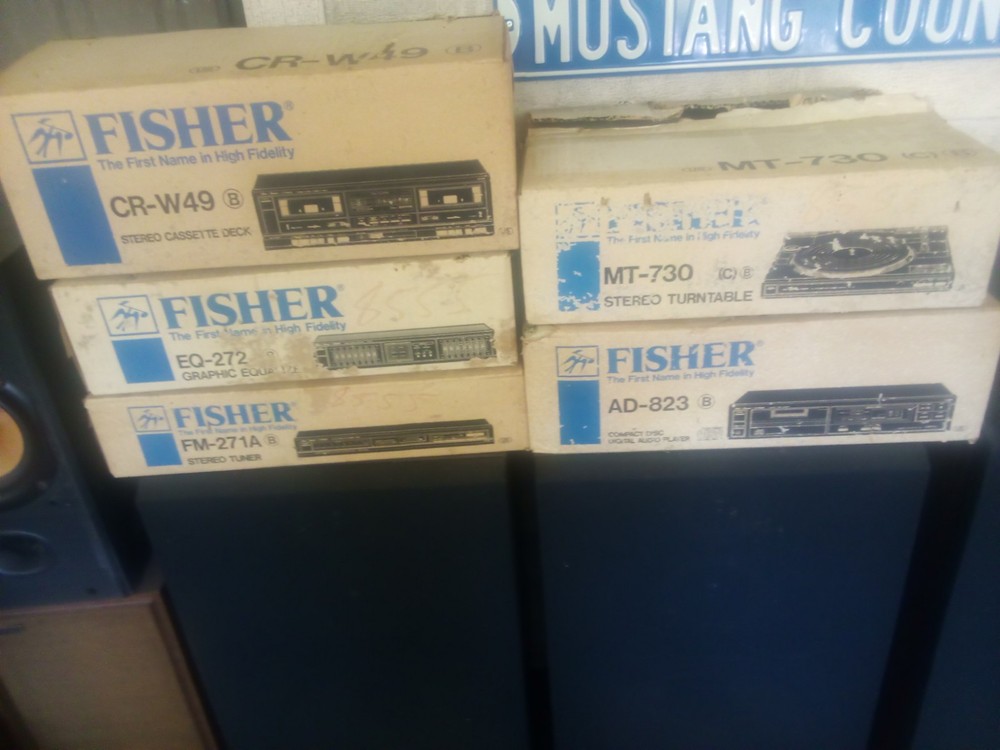 MUSTANG COUN
CR-W49 (B)
FISHER®
The First Name in High Fidelity
CR-W49 (B)
STEREO CASSETTE DECK
FISHER®
The First Name in High Fidelity
EQ-272
GRAPHIC EQUALIZE
FISHER®
The First Name in High Fidelity
FM-271A (B)
STEREO TUNER
MT-730 (C)
The First Name in High Fidelity
MT-730 (C) (B)
STEREO TURNTABLE
FISHER®
The First Name in High Fidelity
AD-823 (B)
COMPACT DISC
DIGITAL AUDIO PLAYER